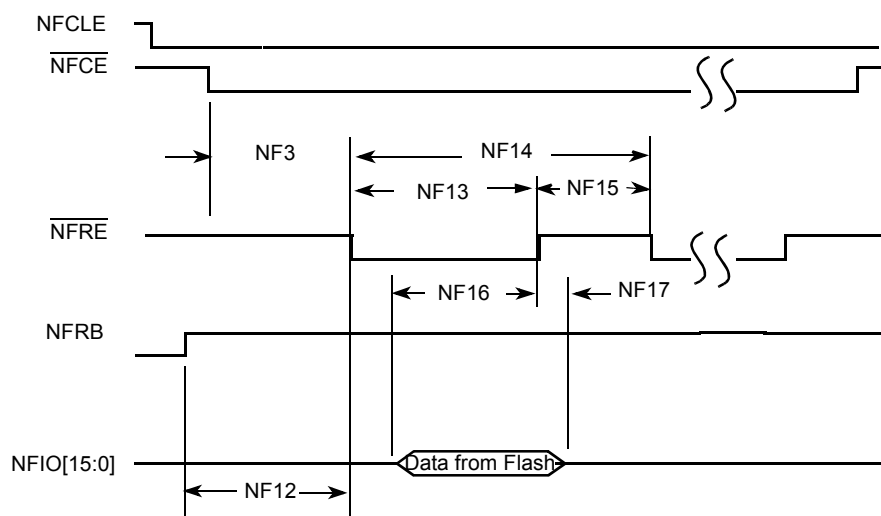 NFCLE
NFCE
NF3
NF14
NF13
NF15
NFRE
NF16
NF17
NFRB
NFIO[15:0]
Data from Flash
NF12